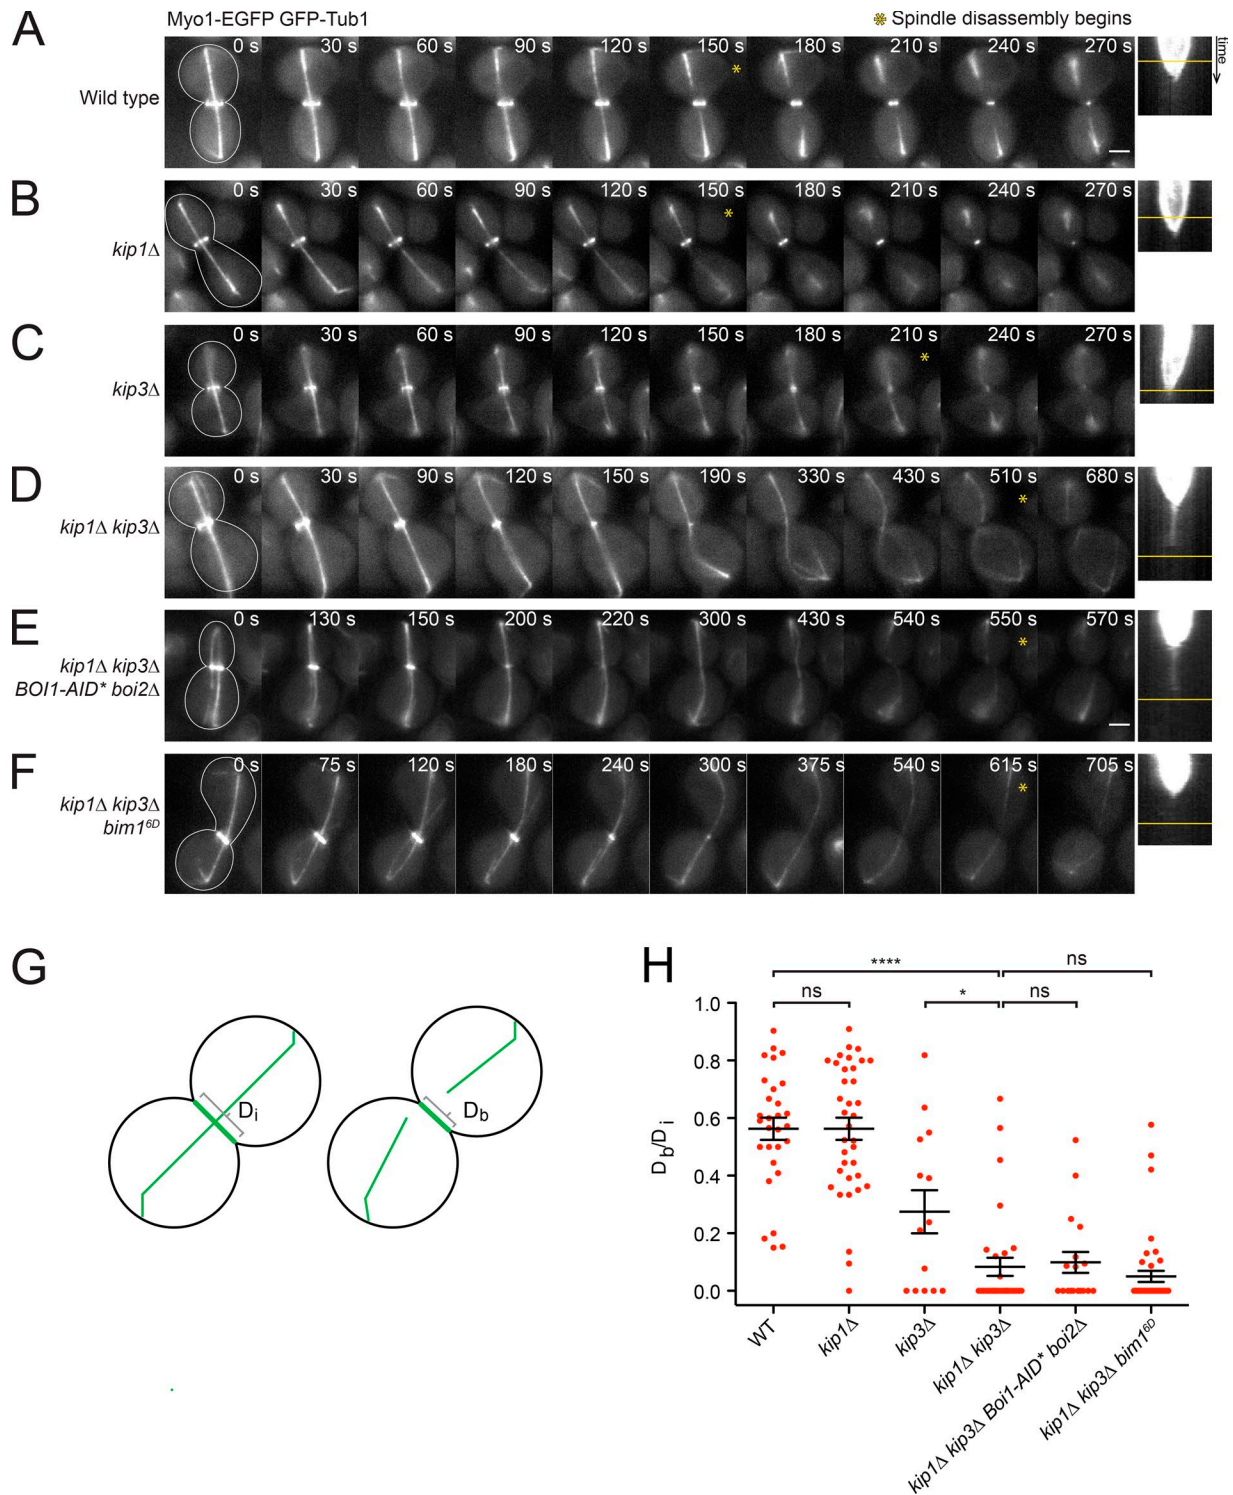 A
Myo1-EGFP GFP-Tub1
Spindle disassembly begins
Wild type
0 s 30 s 60 s 90 s 120 s 150 s 180 s 210 s 240 s 270 s
*
time
B
kip1Δ
0 s 30 s 60 s 90 s 120 s 150 s 180 s 210 s 240 s 270 s
*
C
kip3Δ
0 s 30 s 60 s 90 s 120 s 150 s 180 s 210 s 240 s 270 s
*
D
kip1Δ kip3Δ
0 s 30 s 90 s 120 s 150 s 190 s 330 s 430 s 510 s 680 s
*
E
kip1Δ kip3Δ
BOI1-AID* boi2Δ
0 s 130 s 150 s 200 s 220 s 300 s 430 s 540 s 550 s 570 s
*
F
kip1Δ kip3Δ
bim1⁶ᴰ
0 s 75 s 120 s 180 s 240 s 300 s 375 s 540 s 615 s 705 s
*
G
Di
Db
H
**** ns
ns * ns
Db/Di
1.0
0.8
0.6
0.4
0.2
0.0
WT
kip1Δ
kip3Δ
kip1Δ kip3Δ
kip1Δ kip3Δ Boi1-AID* boi2Δ
kip1Δ kip3Δ bim1⁶ᴰ